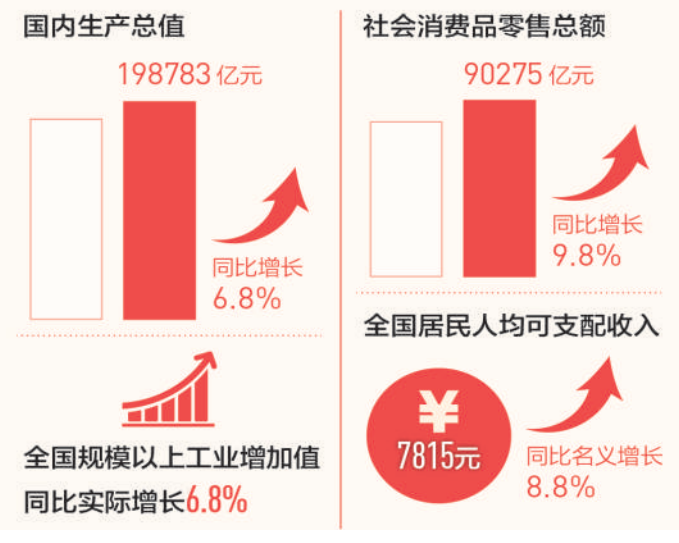 国内生产总值
198783 亿元
同比增长
6.8%
全国规模以上工业增加值
同比实际增长6.8%
社会消费品零售总额
90275 亿元
同比增长
9.8%
全国居民人均可支配收入
¥
7815元
同比名义增长
8.8%